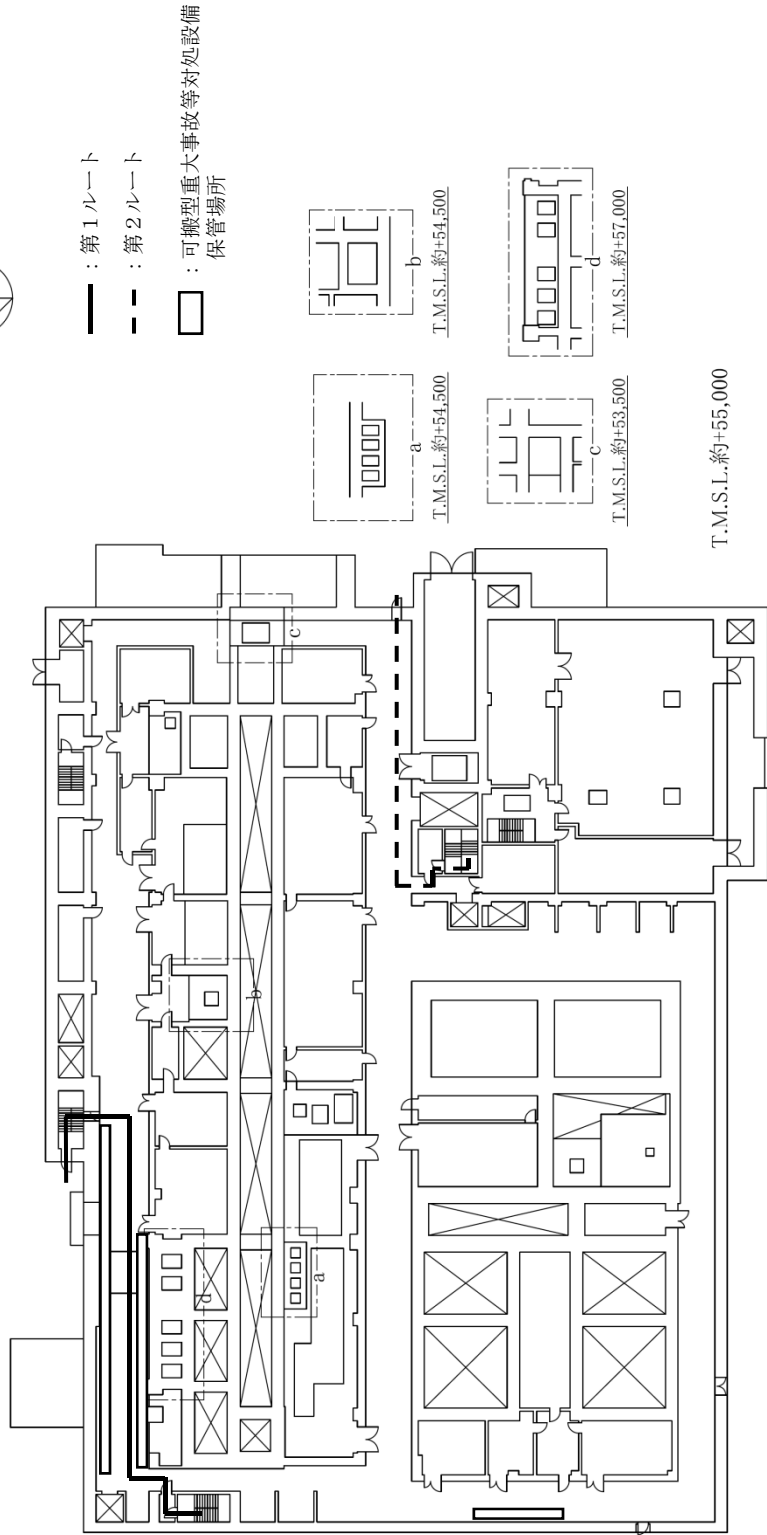 ：第1ルート
：第2ルート
：可搬型重大事故等対処設備
保管場所
a
T.M.S.L.約+54,500
b
T.M.S.L.約+54,500
c
T.M.S.L.約+53,500
d
T.M.S.L.約+57,000
T.M.S.L.約+55,000
a
b
c
d